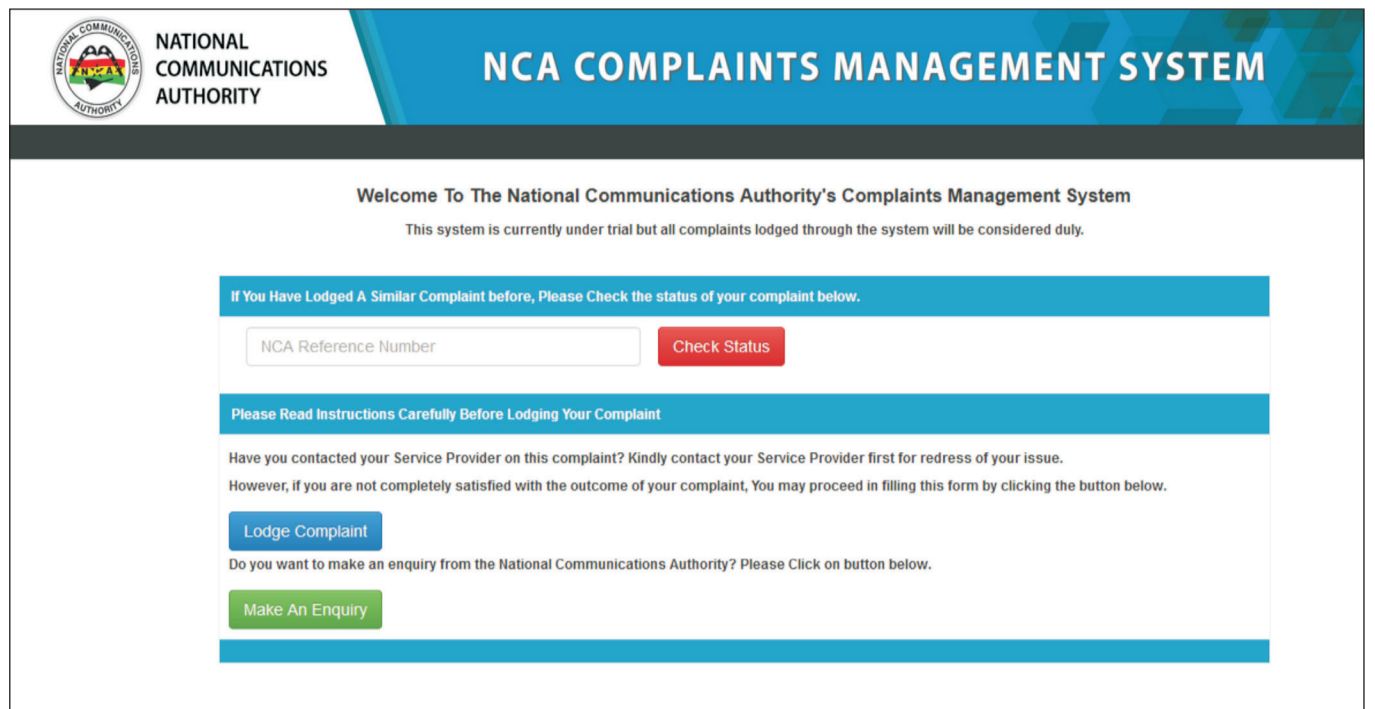 NATIONAL COMMUNICATIONS
AUTHORITY
NCA
NATIONAL
COMMUNICATIONS
AUTHORITY
NCA COMPLAINTS MANAGEMENT SYSTEM
Welcome To The National Communications Authority's Complaints Management System
This system is currently under trial but all complaints lodged through the system will be considered duly.
If You Have Lodged A Similar Complaint before, Please Check the status of your complaint below.
NCA Reference Number
Check Status
Please Read Instructions Carefully Before Lodging Your Complaint
Have you contacted your Service Provider on this complaint? Kindly contact your Service Provider first for redress of your issue.
However, if you are not completely satisfied with the outcome of your complaint, You may proceed in filling this form by clicking the button below.
Lodge Complaint
Do you want to make an enquiry from the National Communications Authority? Please Click on button below.
Make An Enquiry